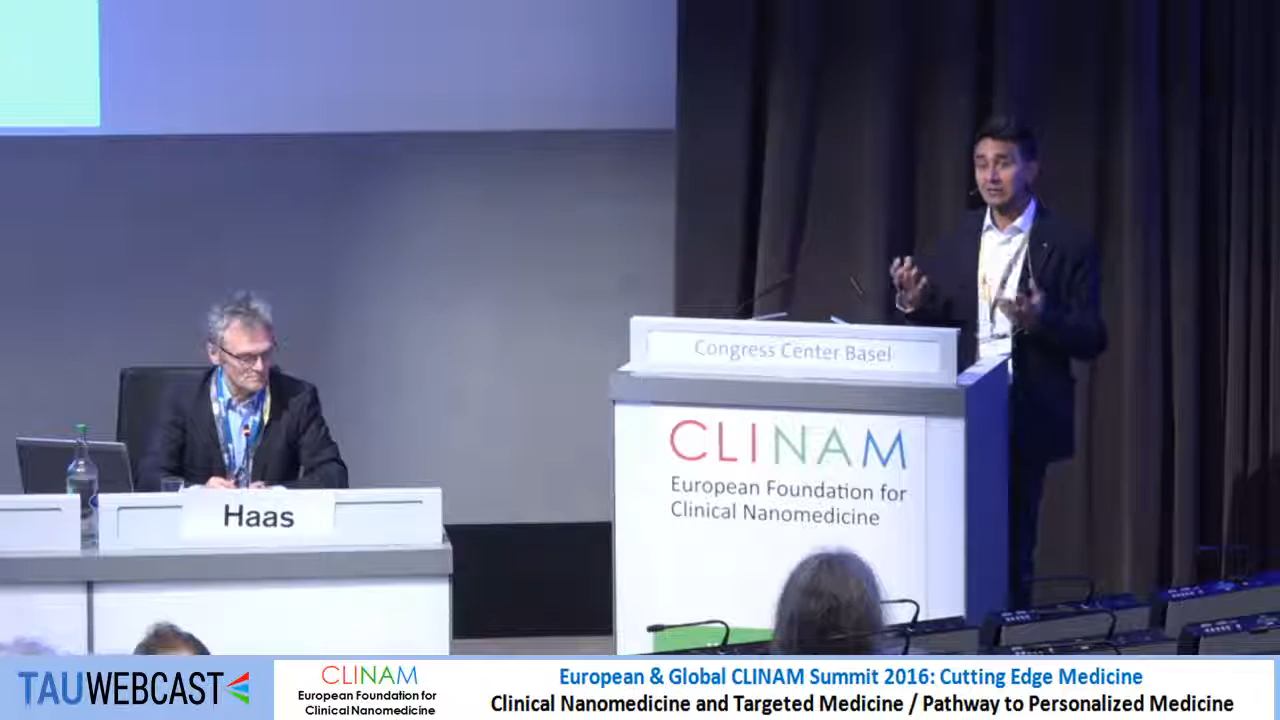 Congress Center Basel
CLINAM
European Foundation for
Clinical Nanomedicine
Haas
TAUWEBCAST
CLINAM
European Foundation for
Clinical Nanomedicine
European & Global CLINAM Summit 2016: Cutting Edge Medicine
Clinical Nanomedicine and Targeted Medicine / Pathway to Personalized Medicine